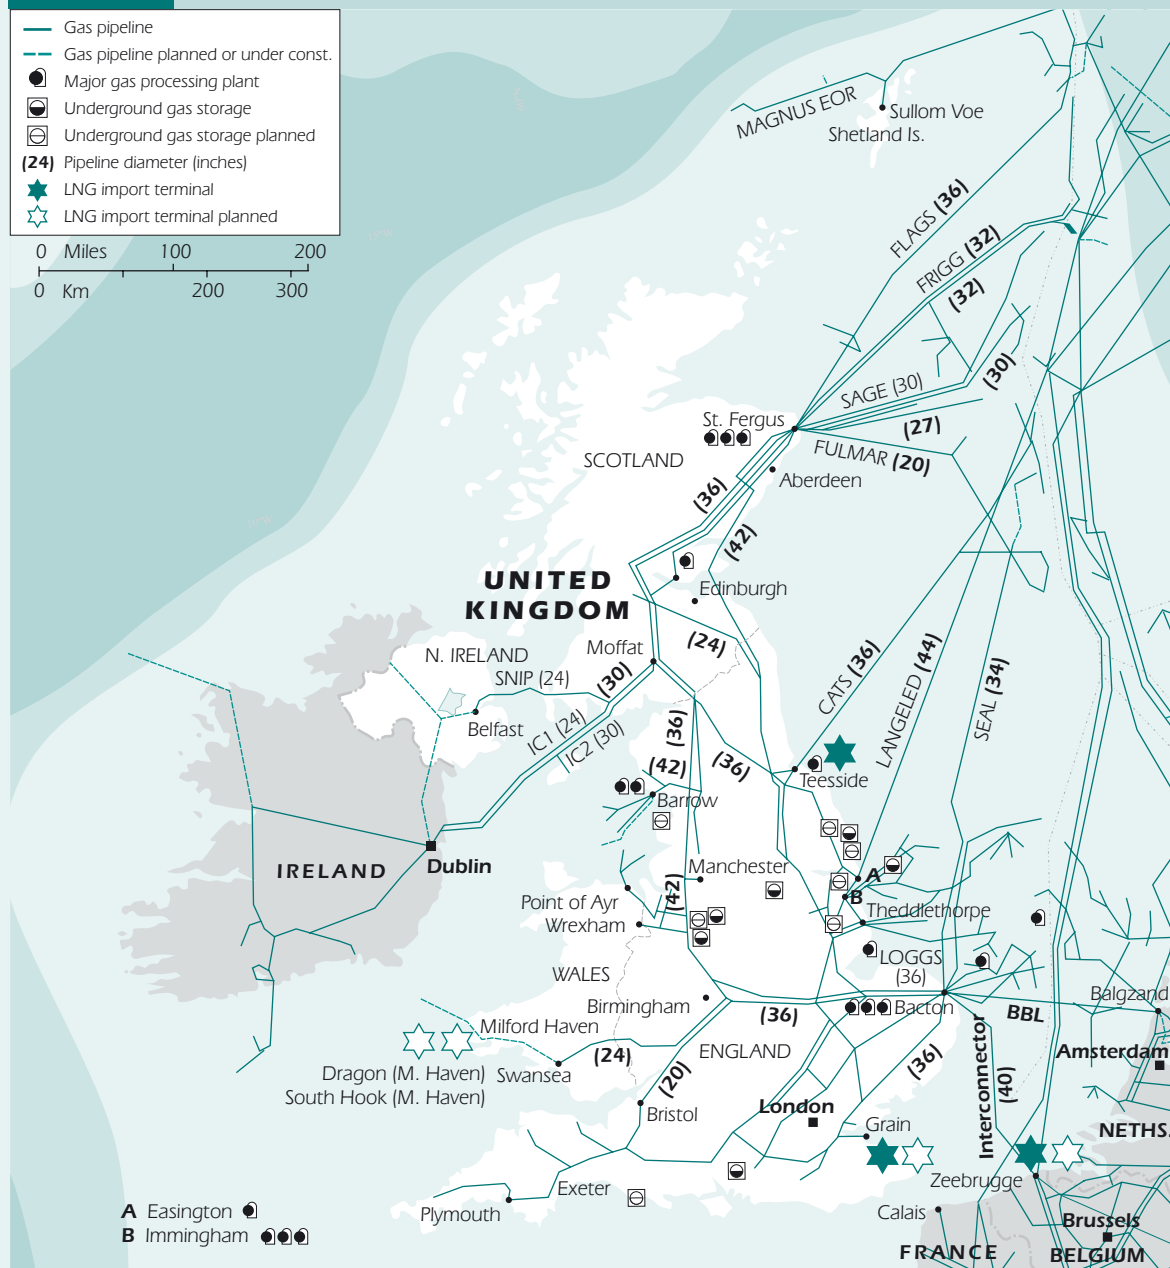 Gas pipeline
Gas pipeline planned or under const.
Major gas processing plant
Underground gas storage
Underground gas storage planned
(24) Pipeline diameter (inches)
LNG import terminal
LNG import terminal planned
0 Miles 100 200
0 Km 200 300
MAGNUS EOR
Sullom Voe
Shetland Is.
FLAGS (36)
FRIGG (32)
(32)
SAGE (30)
(30)
St. Fergus
(27)
FULMAR (20)
SCOTLAND
Aberdeen
(36)
(42)
UNITED
KINGDOM
Edinburgh
Moffat
(24)
N. IRELAND
SNIP (24)
(30)
CATS (36)
LANGELED (44)
SEAL (34)
Belfast
IC1 (24)
IC2 (30)
(36)
(42)
(36)
Teesside
Barrow
IRELAND
Dublin
Manchester
A
B
(42)
Point of Ayr
Wrexham
Theddlethorpe
WALES
LOGGS
(36)
Birmingham
Bacton
Balgzand
(36)
BBL
Milford Haven
(24)
ENGLAND
(36)
Interconnector
(40)
Amsterdam
Dragon (M. Haven)
Swansea
South Hook (M. Haven)
(20)
Bristol
London
Grain
NETHS.
Zeebrugge
Exeter
Plymouth
Calais
Brussels
A Easington
B Immingham
FRANCE
BELGIUM